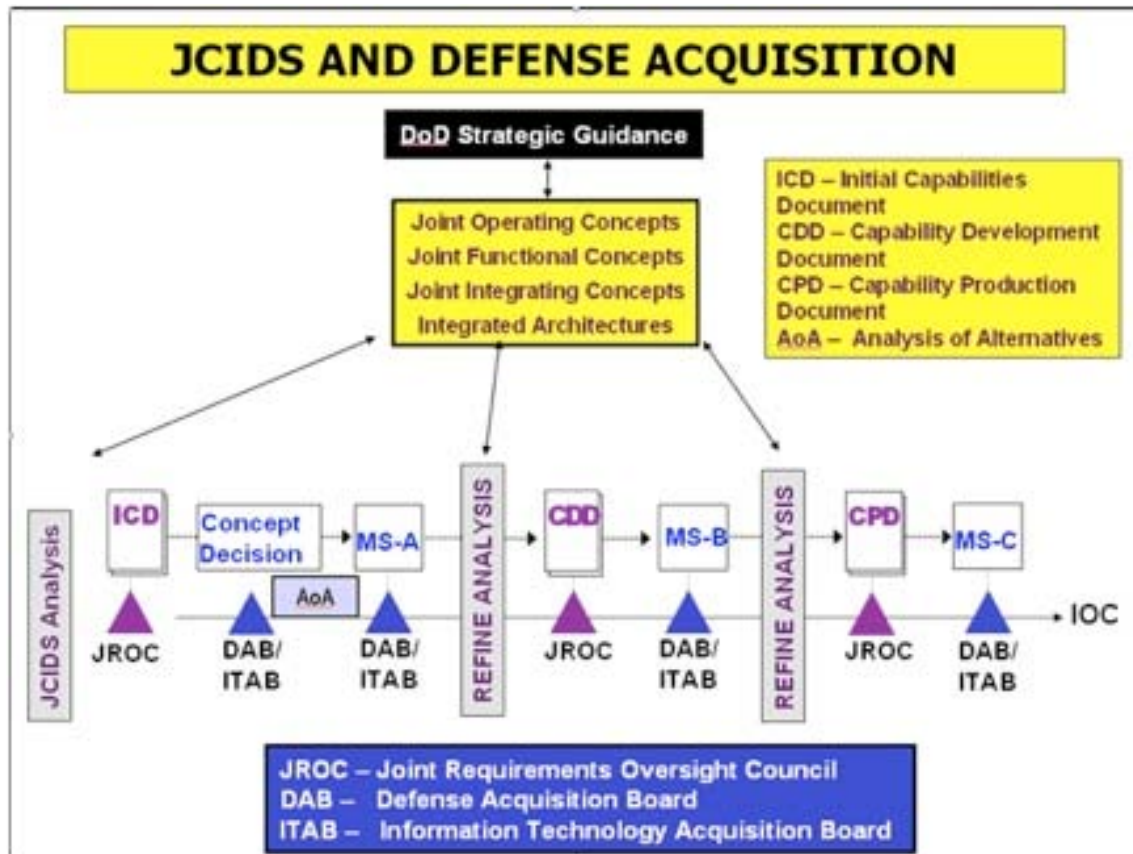 JCIDS AND DEFENSE ACQUISITION
DoD Strategic Guidance
Joint Operating Concepts
Joint Functional Concepts
Joint Integrating Concepts
Integrated Architectures
ICD – Initial Capabilities
Document
CDD – Capability Development
Document
CPD – Capability Production
Document
AoA – Analysis of Alternatives
JCIDS Analysis
ICD
Concept
Decision
MS-A
REFINE ANALYSIS
CDD
MS-B
REFINE ANALYSIS
CPD
MS-C
AoA
IOC
JROC
DAB/
ITAB
DAB/
ITAB
JROC
DAB/
ITAB
JROC
DAB/
ITAB
JROC – Joint Requirements Oversight Council
DAB – Defense Acquisition Board
ITAB – Information Technology Acquisition Board